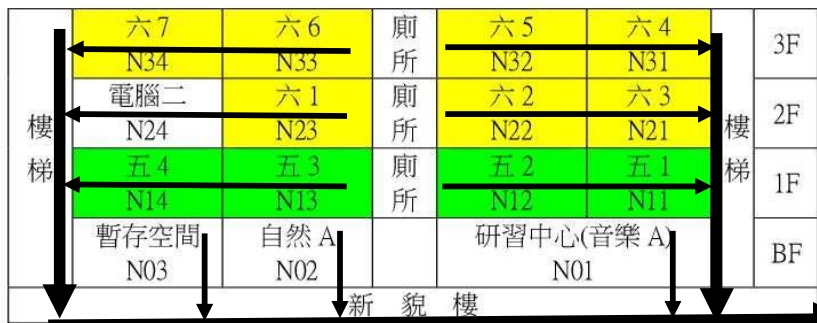 六7 六6 廁 六5 六4 3F
N34 N33 所 N32 N31
電腦二 六1 廁 六2 六3 2F
N24 N23 所 N22 N21
樓 樓
梯 梯
五4 五3 廁 五2 五1 1F
N14 N13 所 N12 N11
暫存空間 自然A 研習中心(音樂A) BF
N03 N02 N01
新貌樓